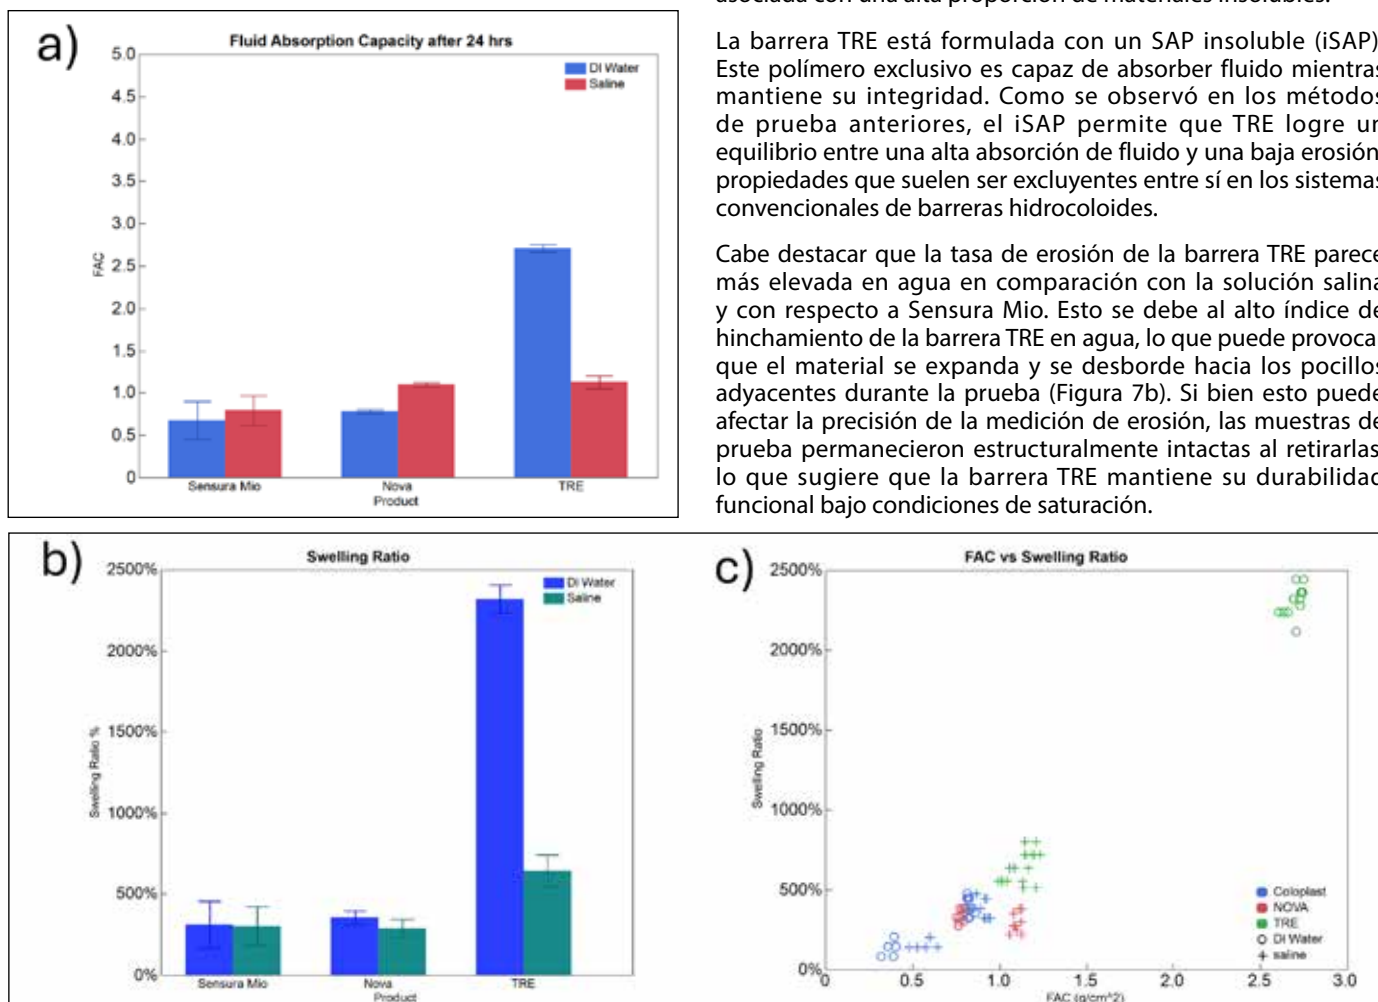 a)
Fluid Absorption Capacity after 24 hrs
DI Water
Saline
5.0
4.5
4.0
3.5
3.0
2.5
2.0
1.5
1.0
0.5
0
FAC
Sensura Mio
Nova
TRE
Product
asociada con una alta proporción de materiales insolubles.
La barrera TRE está formulada con un SAP insoluble (iSAP)
Este polímero exclusivo es capaz de absorber fluido mientras
mantiene su integridad. Como se observó en los métodos
de prueba anteriores, el iSAP permite que TRE logre un
equilibrio entre una alta absorción de fluido y una baja erosión
propiedades que suelen ser excluyentes entre sí en los sistemas
convencionales de barreras hidrocoloides.
Cabe destacar que la tasa de erosión de la barrera TRE parece
más elevada en agua en comparación con la solución salina
y con respecto a Sensura Mio. Esto se debe al alto índice de
hinchamiento de la barrera TRE en agua, lo que puede provoca
que el material se expanda y se desborde hacia los pocillos
adyacentes durante la prueba (Figura 7b). Si bien esto puede
afectar la precisión de la medición de erosión, las muestras de
prueba permanecieron estructuralmente intactas al retirarlas
lo que sugiere que la barrera TRE mantiene su durabilidad
funcional bajo condiciones de saturación.
b)
Swelling Ratio
DI Water
Saline
2500%
2000%
1500%
1000%
500%
0%
Swelling Ratio %
Sensura Mio
Nova
TRE
Product
c)
FAC vs Swelling Ratio
2500%
2000%
1500%
1000%
500%
0%
Swelling Ratio
Coloplast
NOVA
TRE
DI Water
saline
0
0.5
1.0
1.5
2.0
2.5
3.0
FAC (g/cm^2)